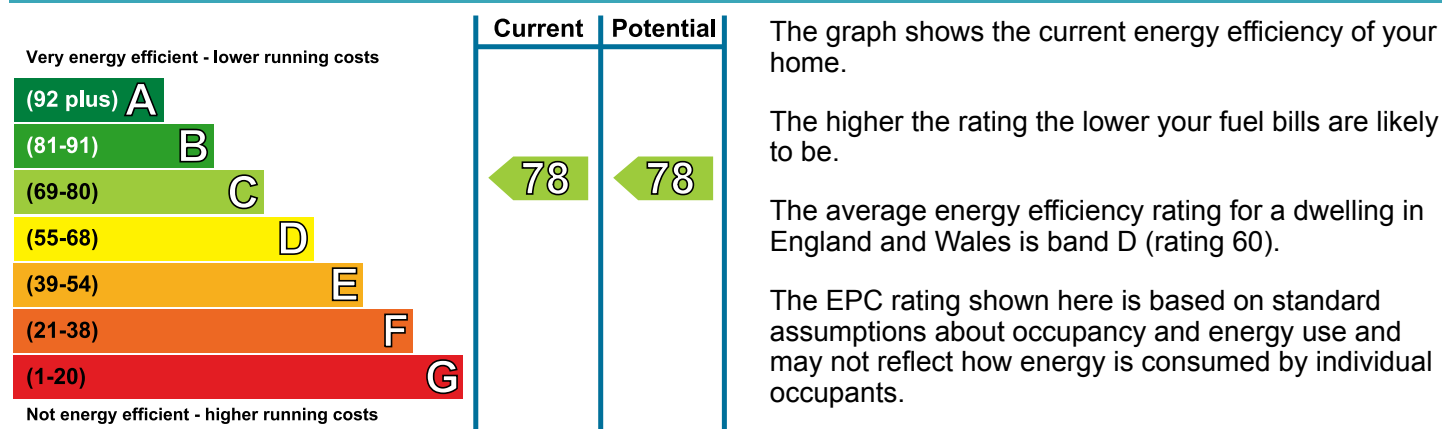 Current Potential
Very energy efficient - lower running costs
(92 plus) A
(81-91) B
(69-80) C
78 78
(55-68) D
(39-54) E
(21-38) F
(1-20) G
Not energy efficient - higher running costs
The graph shows the current energy efficiency of your
home.
The higher the rating the lower your fuel bills are likely
to be.
The average energy efficiency rating for a dwelling in
England and Wales is band D (rating 60).
The EPC rating shown here is based on standard
assumptions about occupancy and energy use and
may not reflect how energy is consumed by individual
occupants.